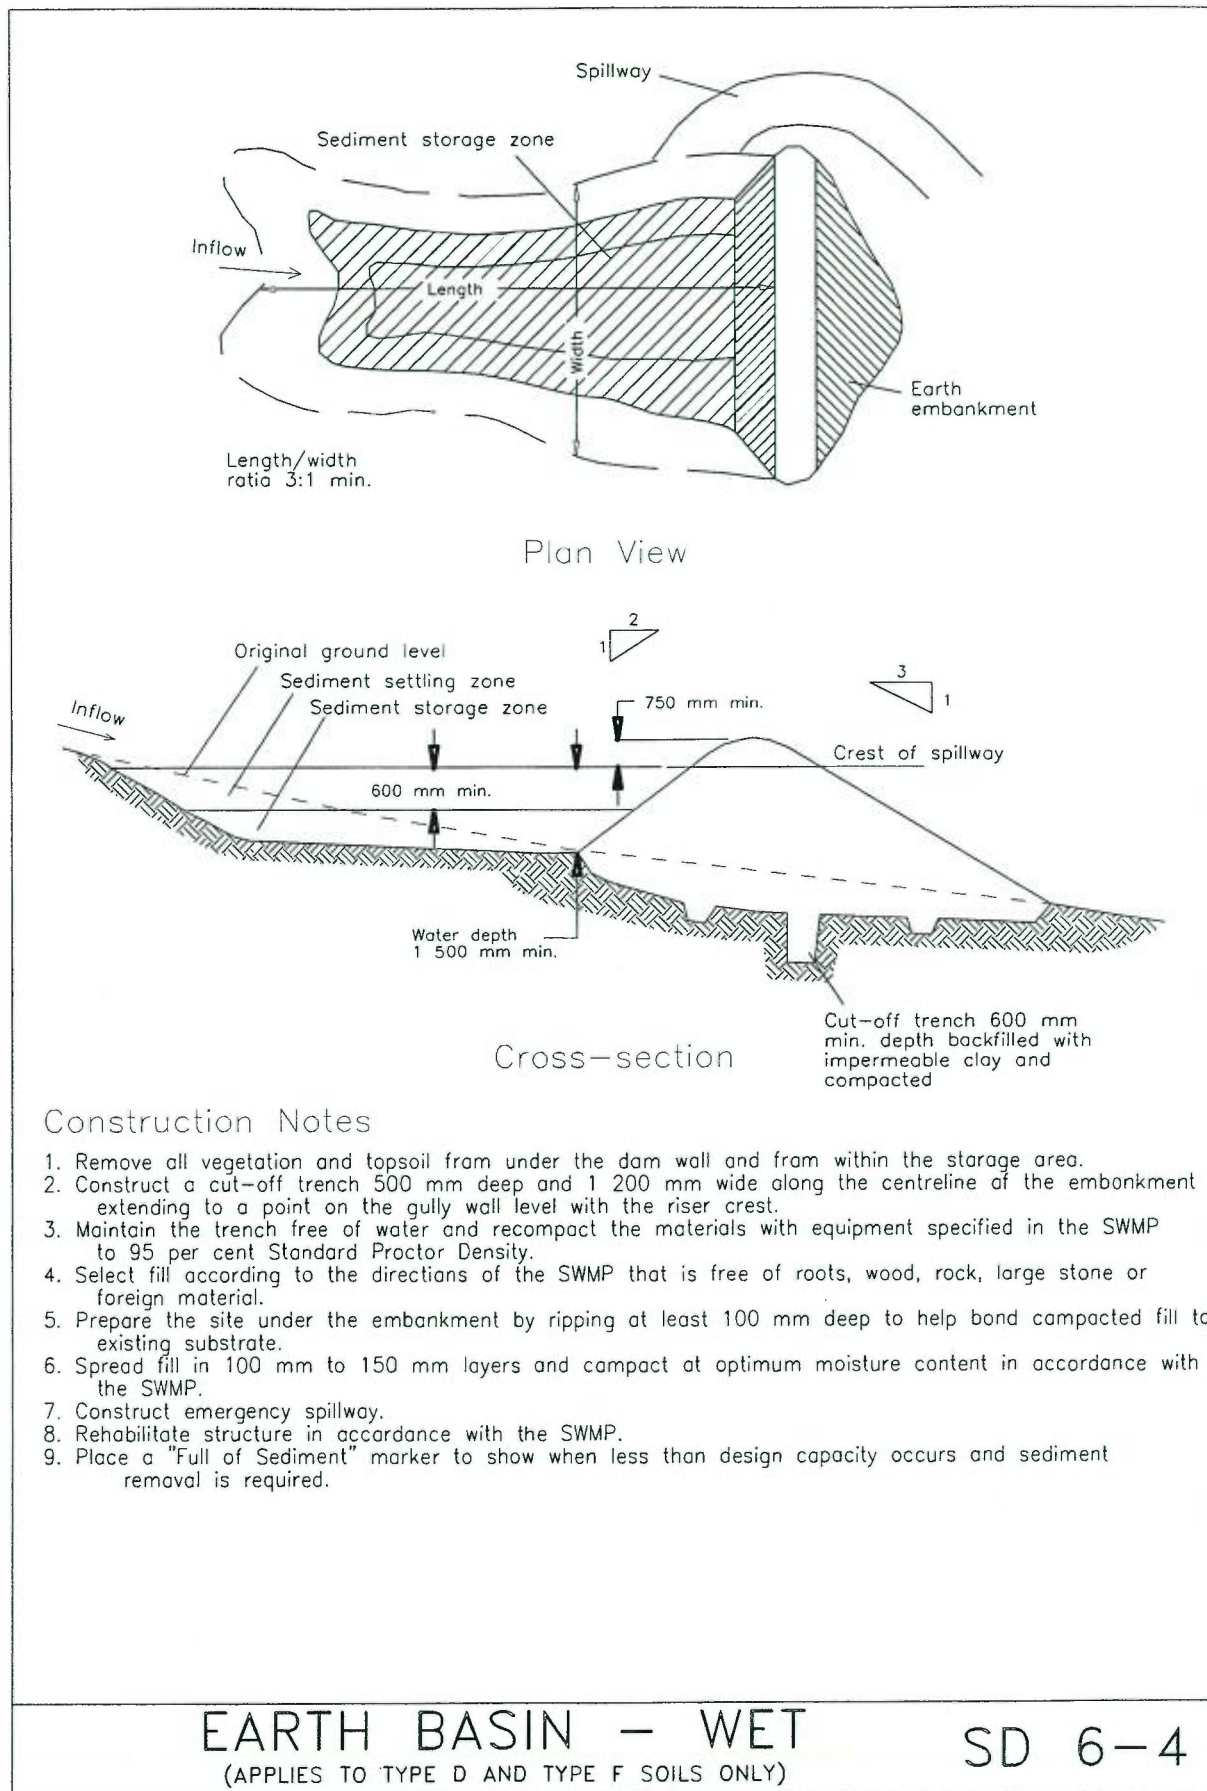 Spillway
Sediment storage
zone
Inflow
Length
Width
Earth
embankment
Length/width
ratio 3:1 min.
Plan View
2
1
Original ground level
3
1
Sediment settling zone
750 mm min.
Sediment storage zone
Inflow
Crest of spillway
600 mm min.
Water depth
1 500 mm min.
Cut-off trench 600 mm
min. depth backfilled with
impermeable clay and
compacted
Cross-section
Construction Notes
1. Remove all vegetation and topsoil from under the dam wall and from within the storage area.
2. Construct a cut-off trench 500 mm deep and 1 200 mm wide along the centreline of the embankment
extending to a point on the gully wall level with the riser crest.
3. Maintain the trench free of water and recompact the materials with equipment specified in the SWMP
to 95 per cent Standard Proctor Density.
4. Select fill according to the directions of the SWMP that is free of roots, wood, rock, large stone or
foreign material.
5. Prepare the site under the embankment by ripping at least 100 mm deep to help bond compacted fill to
existing substrate.
6. Spread fill in 100 mm to 150 mm layers and compact at optimum moisture content in accordance with
the SWMP.
7. Construct emergency spillway.
8. Rehabilitate structure in accordance with the SWMP.
9. Place a "Full of Sediment" marker to show when less than design capacity occurs and sediment
removal is required.
EARTH BASIN - WET
(APPLIES TO TYPE D AND TYPE F SOILS ONLY)
SD 6-4